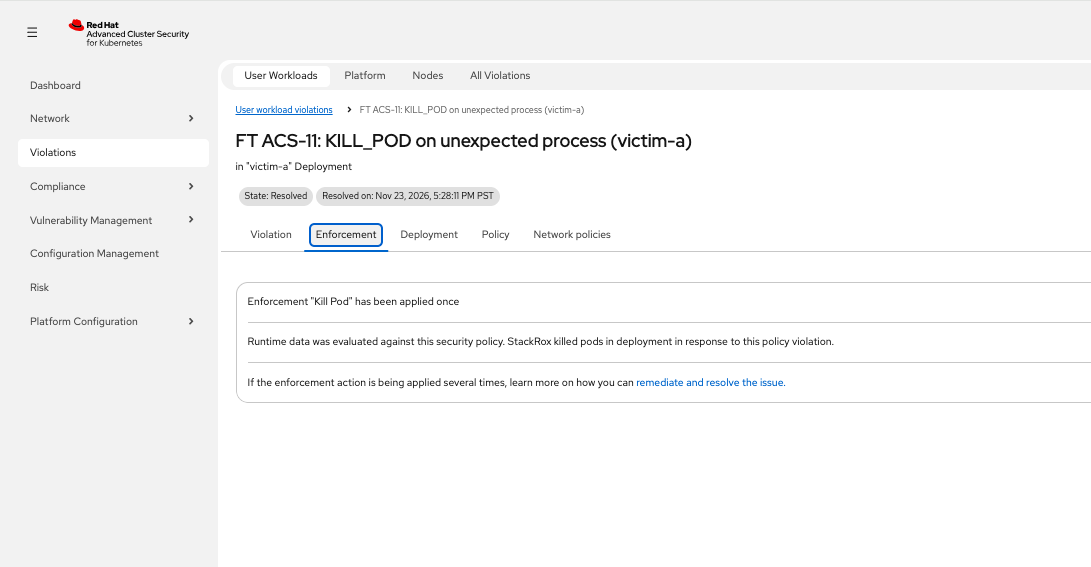 Red Hat
Advanced Cluster Security
for Kubernetes
Dashboard
Network
Violations
Compliance
Vulnerability Management
Configuration Management
Risk
Platform Configuration
User Workloads
Platform
Nodes
All Violations
User workload violations
FT ACS-11: KILL_POD on unexpected process (victim-a)
FT ACS-11: KILL_POD on unexpected process (victim-a)
in "victim-a" Deployment
State: Resolved
Resolved on: Nov 23, 2026, 5:28:11 PM PST
Violation
Enforcement
Deployment
Policy
Network policies
Enforcement "Kill Pod" has been applied once
Runtime data was evaluated against this security policy. StackRox killed pods in deployment in response to this policy violation.
If the enforcement action is being applied several times, learn more on how you can remediate and resolve the issue.